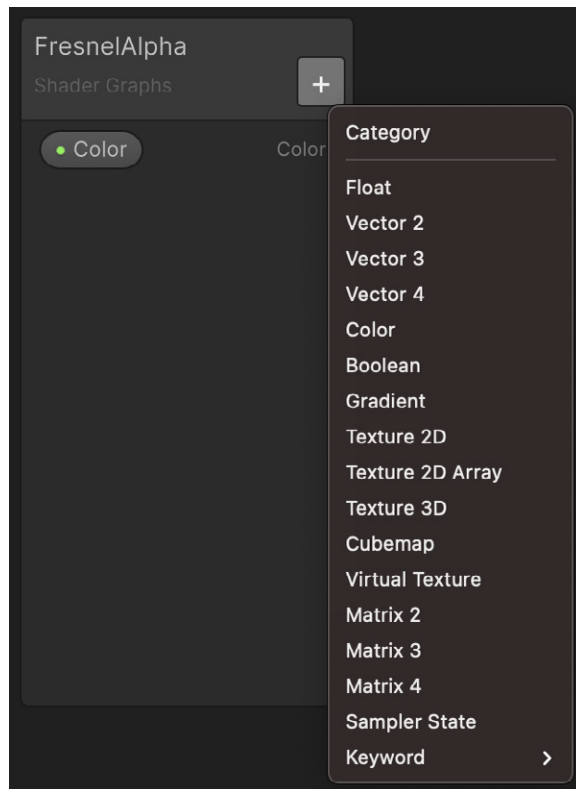 FresnelAlpha
Shader Graphs
+
Color Color
Category
Float
Vector 2
Vector 3
Vector 4
Color
Boolean
Gradient
Texture 2D
Texture 2D Array
Texture 3D
Cubemap
Virtual Texture
Matrix 2
Matrix 3
Matrix 4
Sampler State
Keyword